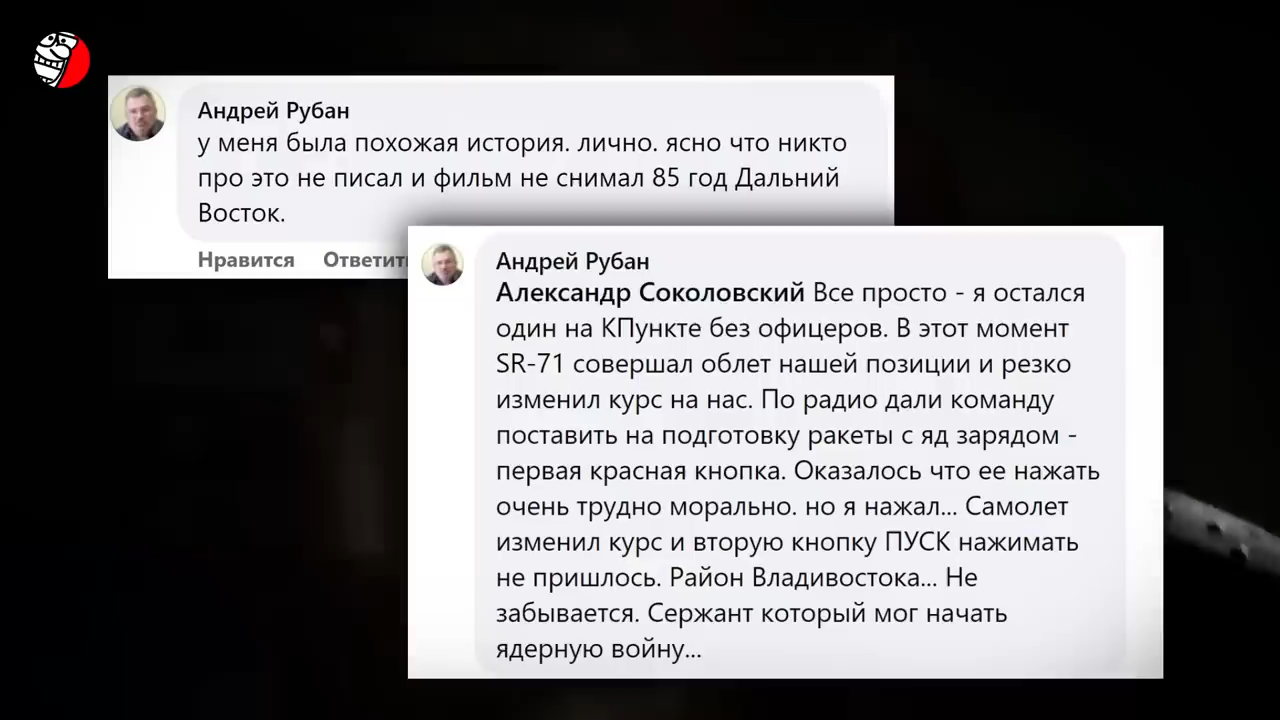 Андрей Рубан
у меня была похожая история. лично. ясно что никто
про это не писал и фильм не снимал 85 год Дальний
Восток.
Нравится Ответить
Андрей Рубан
Александр Соколовский Все просто - я остался
один на КПункте без офицеров. В этот момент
SR-71 совершал облет нашей позиции и резко
изменил курс на нас. По радио дали команду
поставить на подготовку ракеты с яд зарядом -
первая красная кнопка. Оказалось что ее нажать
очень трудно морально. но я нажал... Самолет
изменил курс и вторую кнопку ПУСК нажимать
не пришлось. Район Владивостока... Не
забывается. Сержант который мог начать
ядерную войну...